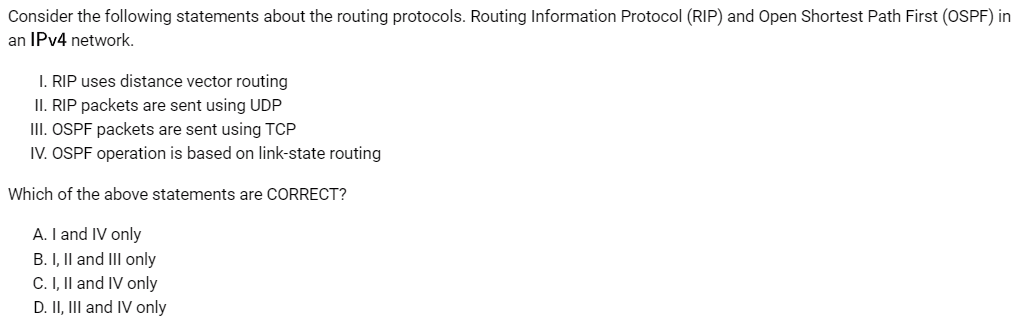 Consider the following statements about the routing protocols. Routing Information Protocol (RIP) and Open Shortest Path First (OSPF) in
an IPv4 network.
I. RIP uses distance vector routing
II. RIP packets are sent using UDP
III. OSPF packets are sent using TCP
IV. OSPF operation is based on link-state routing
Which of the above statements are CORRECT?
A. I and IV only
B. I, II and III only
C. I, II and IV only
D. II, III and IV only